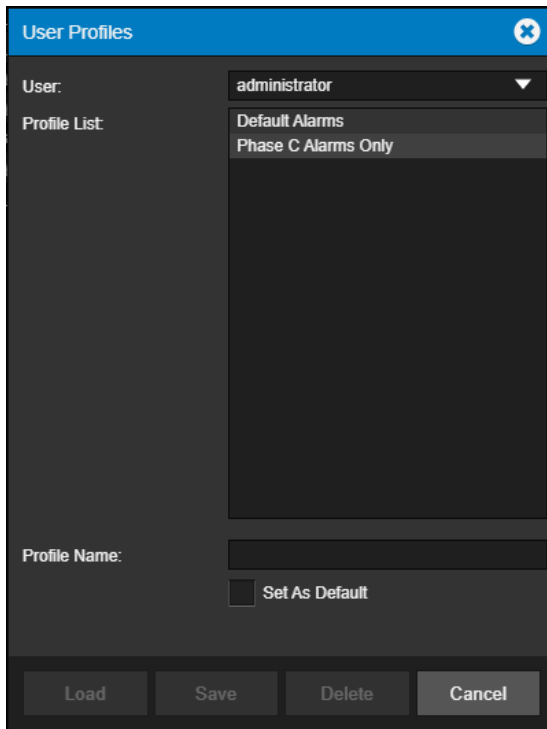 User Profiles
User:
administrator
Profile List:
Default Alarms
Phase C Alarms Only
Profile Name:
Set As Default
Load
Save
Delete
Cancel